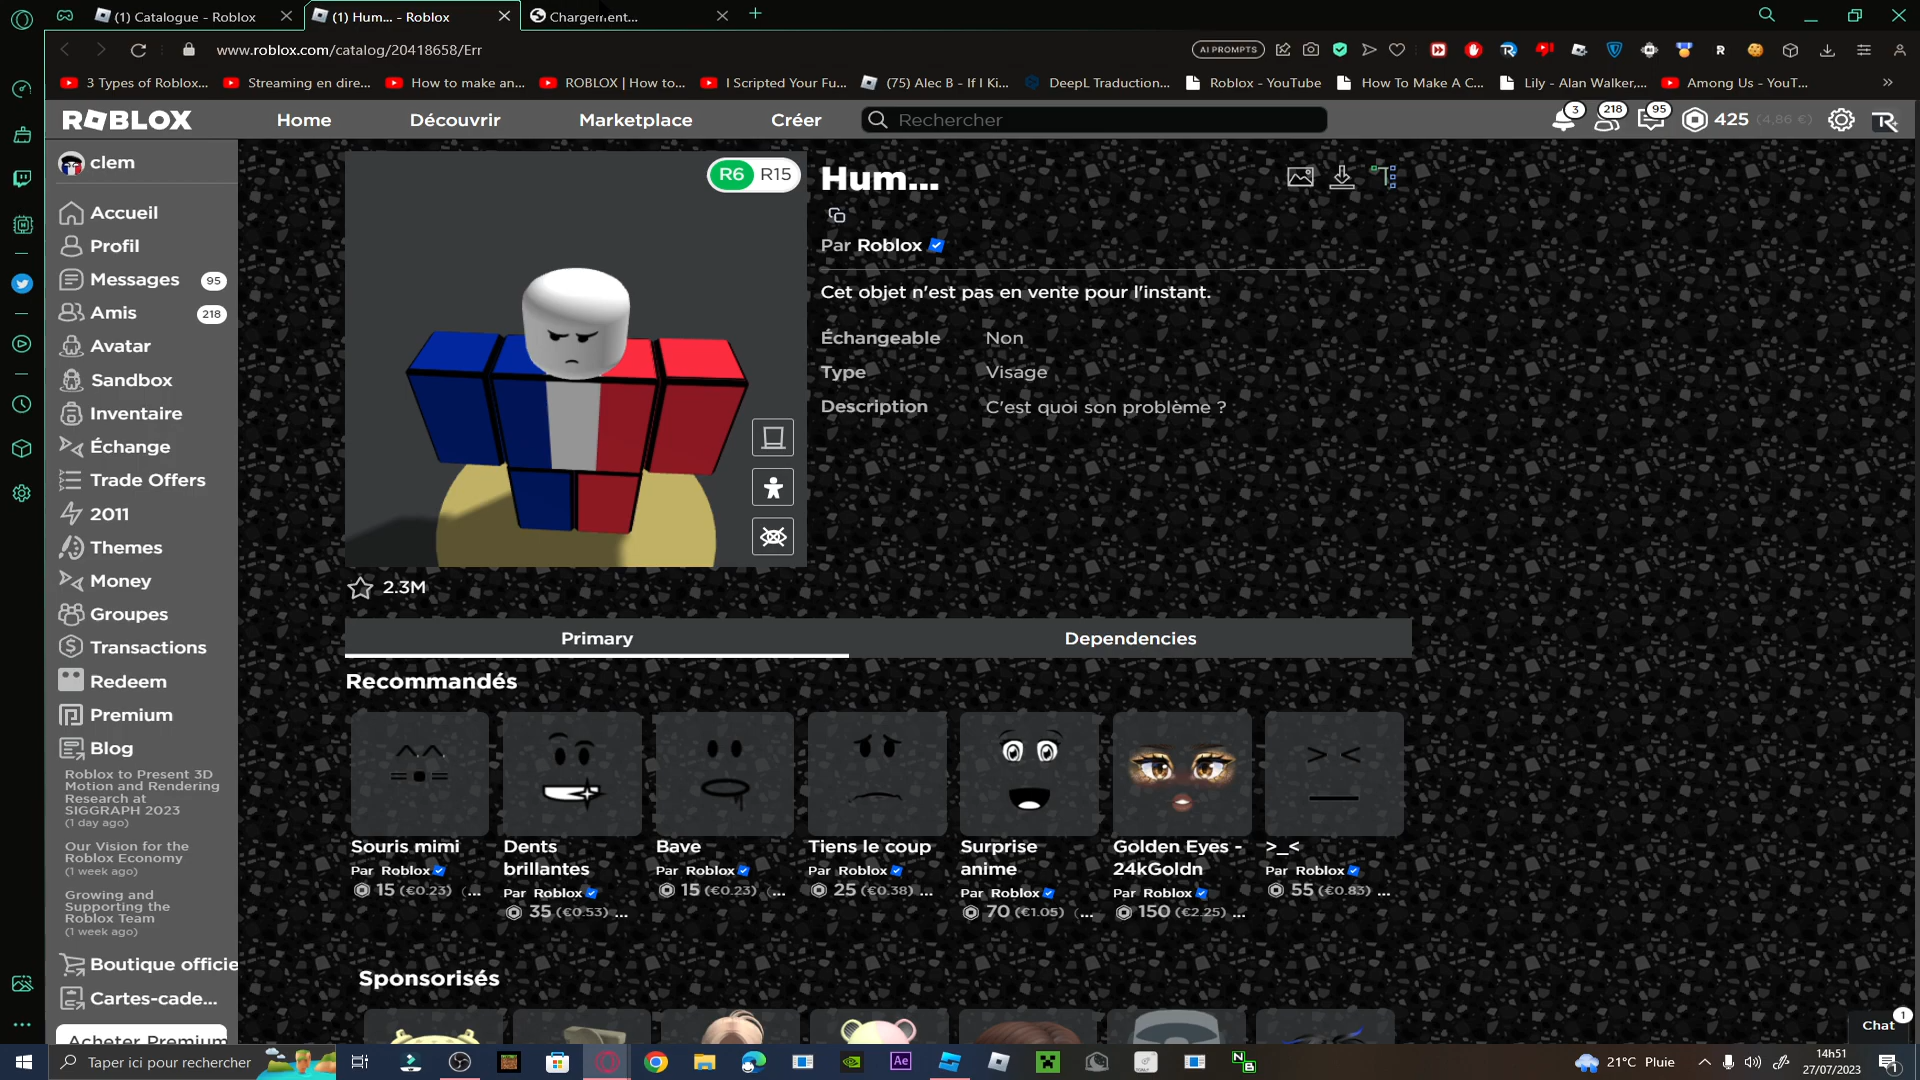 (1) Catalogue - Roblox
(1) Hum... - Roblox
Chargement...
www.roblox.com/catalog/20418658/Err
AI PROMPTS
3 Types of Roblox...
Streaming en dire...
How to make an...
ROBLOX | How to...
I Scripted Your Fu...
(75) Alec B - If I Ki...
DeepL Traduction...
Roblox - YouTube
How To Make A C...
Lily - Alan Walker,...
Among Us - YouT...
»
ROBLOX
Home
Découvrir
Marketplace
Créer
Rechercher
3
218
95
425 (4,86 €)
clem
Accueil
Profil
Messages 95
Amis 218
Avatar
Sandbox
Inventaire
Échange
Trade Offers
2011
Themes
Money
Groupes
Transactions
Redeem
Premium
Blog
Roblox to Present 3D
Motion and Rendering
Research at
SIGGRAPH 2023
(1 day ago)
Our Vision for the
Roblox Economy
(1 week ago)
Growing and
Supporting the
Roblox Team
(1 week ago)
Boutique officie
Cartes-cade...
Acheter Premium
R6 R15
Hum...
Par Roblox
Cet objet n'est pas en vente pour l'instant.
Échangeable Non
Type Visage
Description C'est quoi son problème ?
2.3M
Primary
Dependencies
Recommandés
Souris mimi
Par Roblox
15 (€0.23) (...
Dents
brillantes
Par Roblox
35 (€0.53) ...
Bave
Par Roblox
15 (€0.23) (...
Tiens le coup
Par Roblox
25 (€0.38) ...
Surprise
anime
Par Roblox
70 (€1.05) (...
Golden Eyes -
24kGoldn
Par Roblox
150 (€2.25) ...
>_<
Par Roblox
55 (€0.83) ...
Sponsorisés
Chat
1
Taper ici pour rechercher
Ae
21°C Pluie
14h51
27/07/2023
1